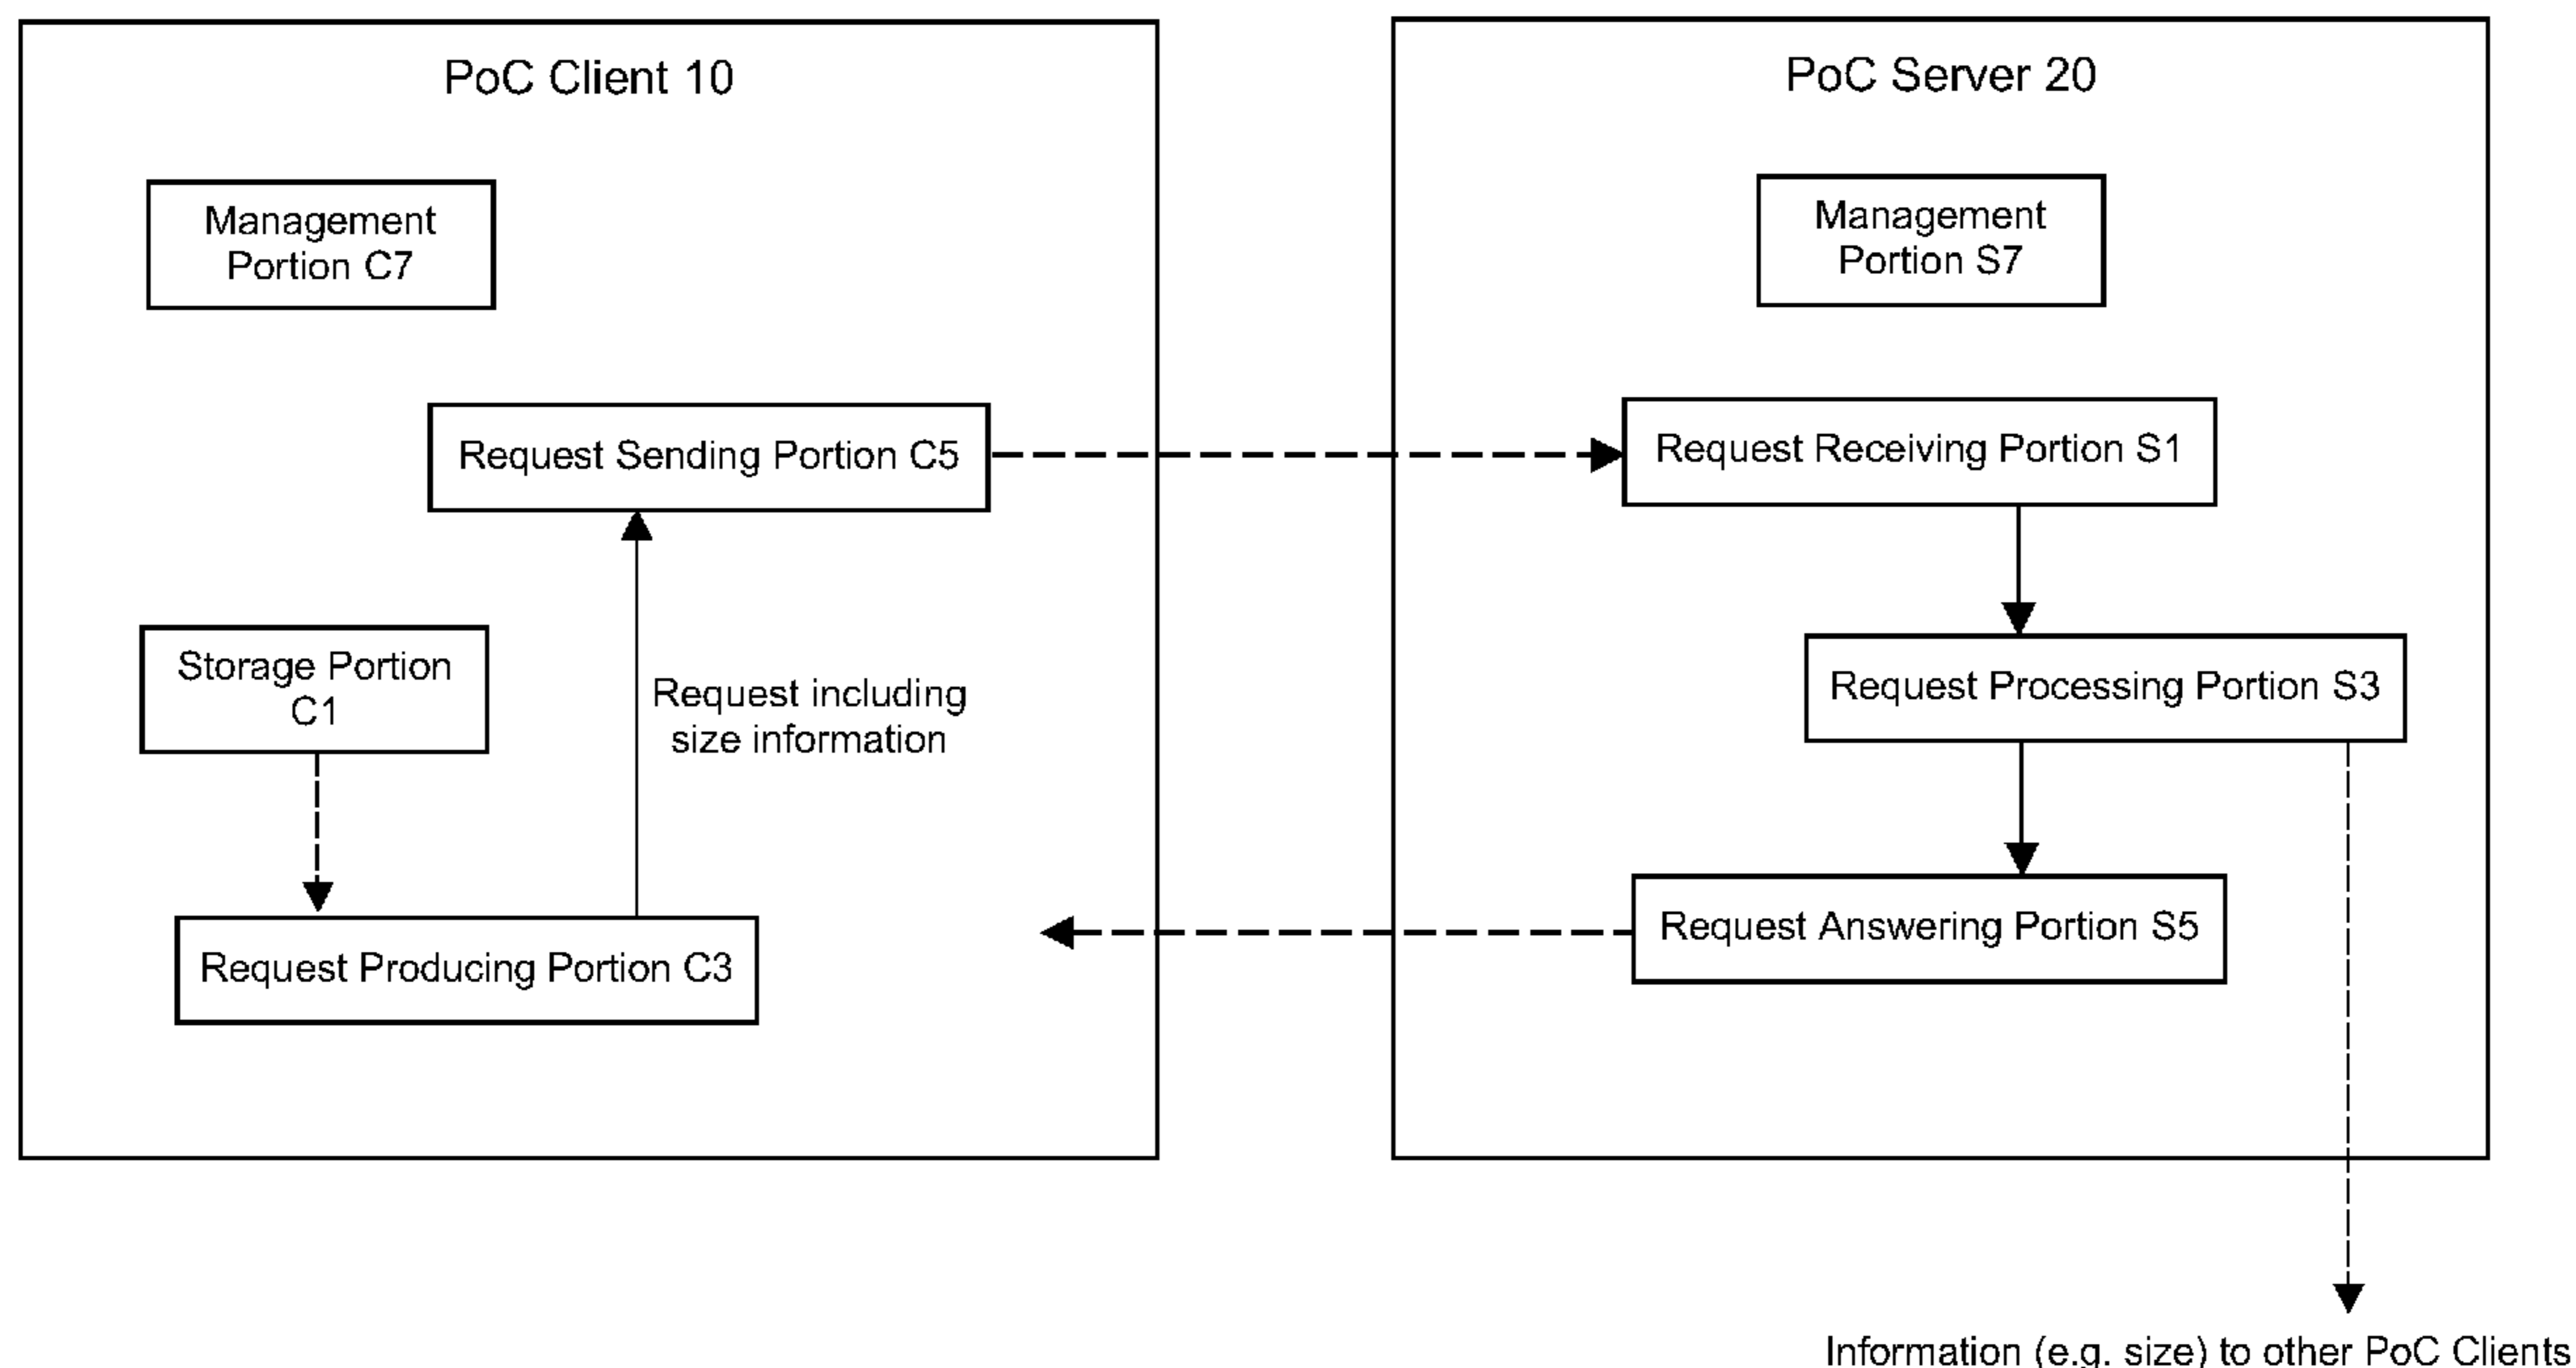 PoC Client 10
Management
Portion C7
Request Sending Portion C5
Storage Portion
C1
Request including
size information
Request Producing Portion C3
PoC Server 20
Management
Portion S7
Request Receiving Portion S1
Request Processing Portion S3
Request Answering Portion S5
Information (e.g. size) to other PoC Clients